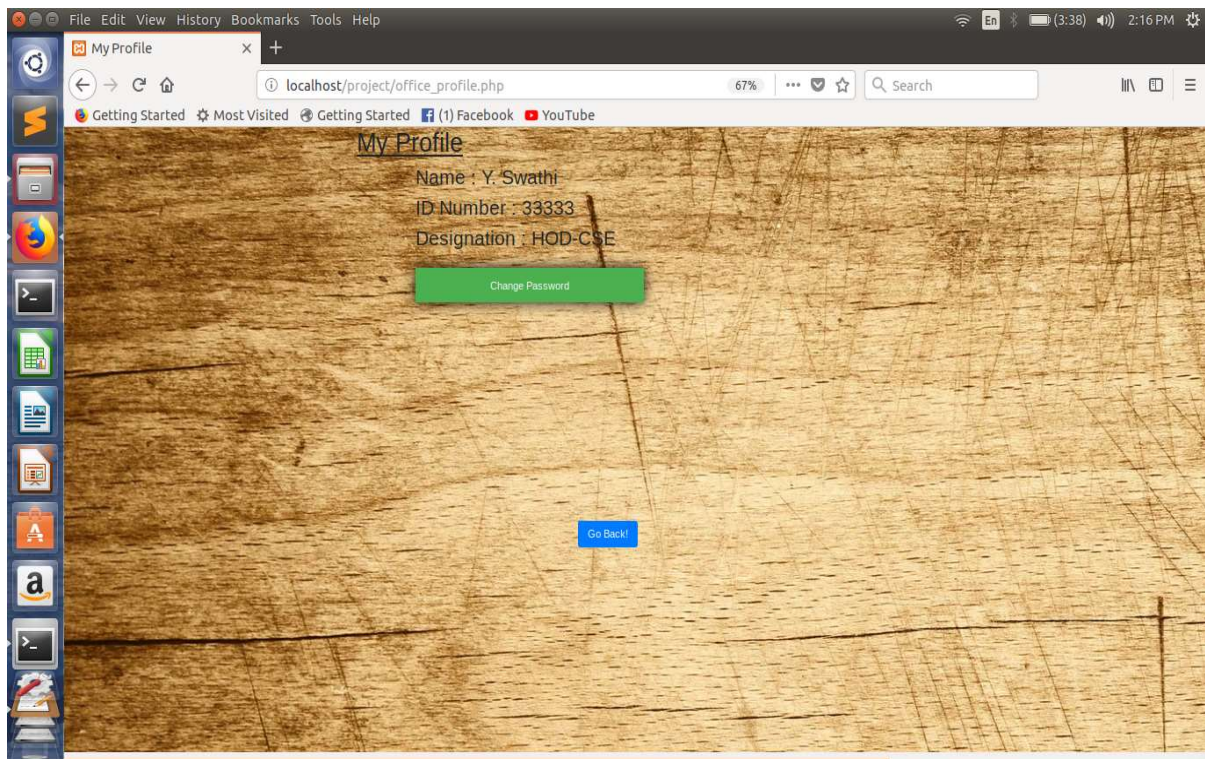 File Edit View History Bookmarks Tools Help En (3:38) 2:16 PM
My Profile
localhost/project/office_profile.php 67% Search
Getting Started Most Visited Getting Started (1) Facebook YouTube
My Profile
Name : Y. Swathi
ID Number : 33333
Designation : HOD-CSE
Change Password
Go Back!